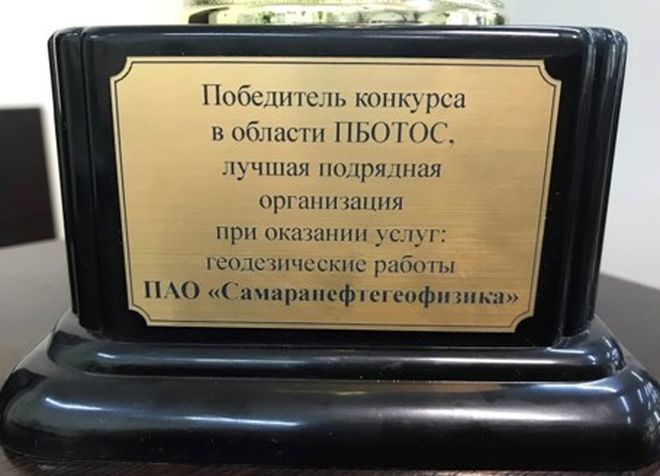 Победитель конкурса
в области ПБОТОС,
лучшая подрядная
организация
при оказании услуг:
геодезические работы
ПАО «Самаранефтегеофизика»